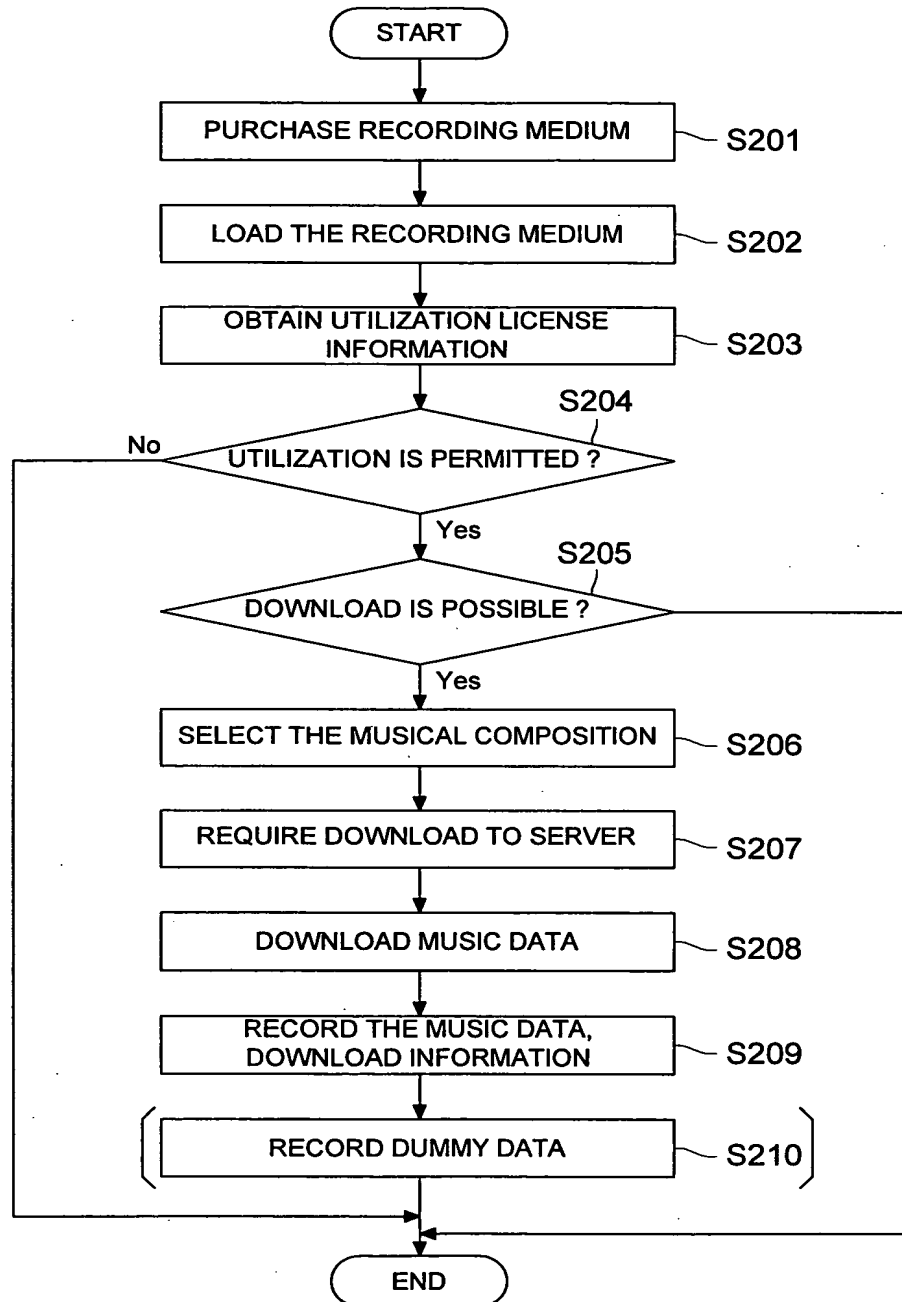 START
PURCHASE RECORDING MEDIUM
S201
LOAD THE RECORDING MEDIUM
S202
OBTAIN UTILIZATION LICENSE
INFORMATION
S203
S204
No
UTILIZATION IS PERMITTED ?
Yes
S205
DOWNLOAD IS POSSIBLE ?
Yes
SELECT THE MUSICAL COMPOSITION
S206
REQUIRE DOWNLOAD TO SERVER
S207
DOWNLOAD MUSIC DATA
S208
RECORD THE MUSIC DATA,
DOWNLOAD INFORMATION
S209
RECORD DUMMY DATA
S210
END